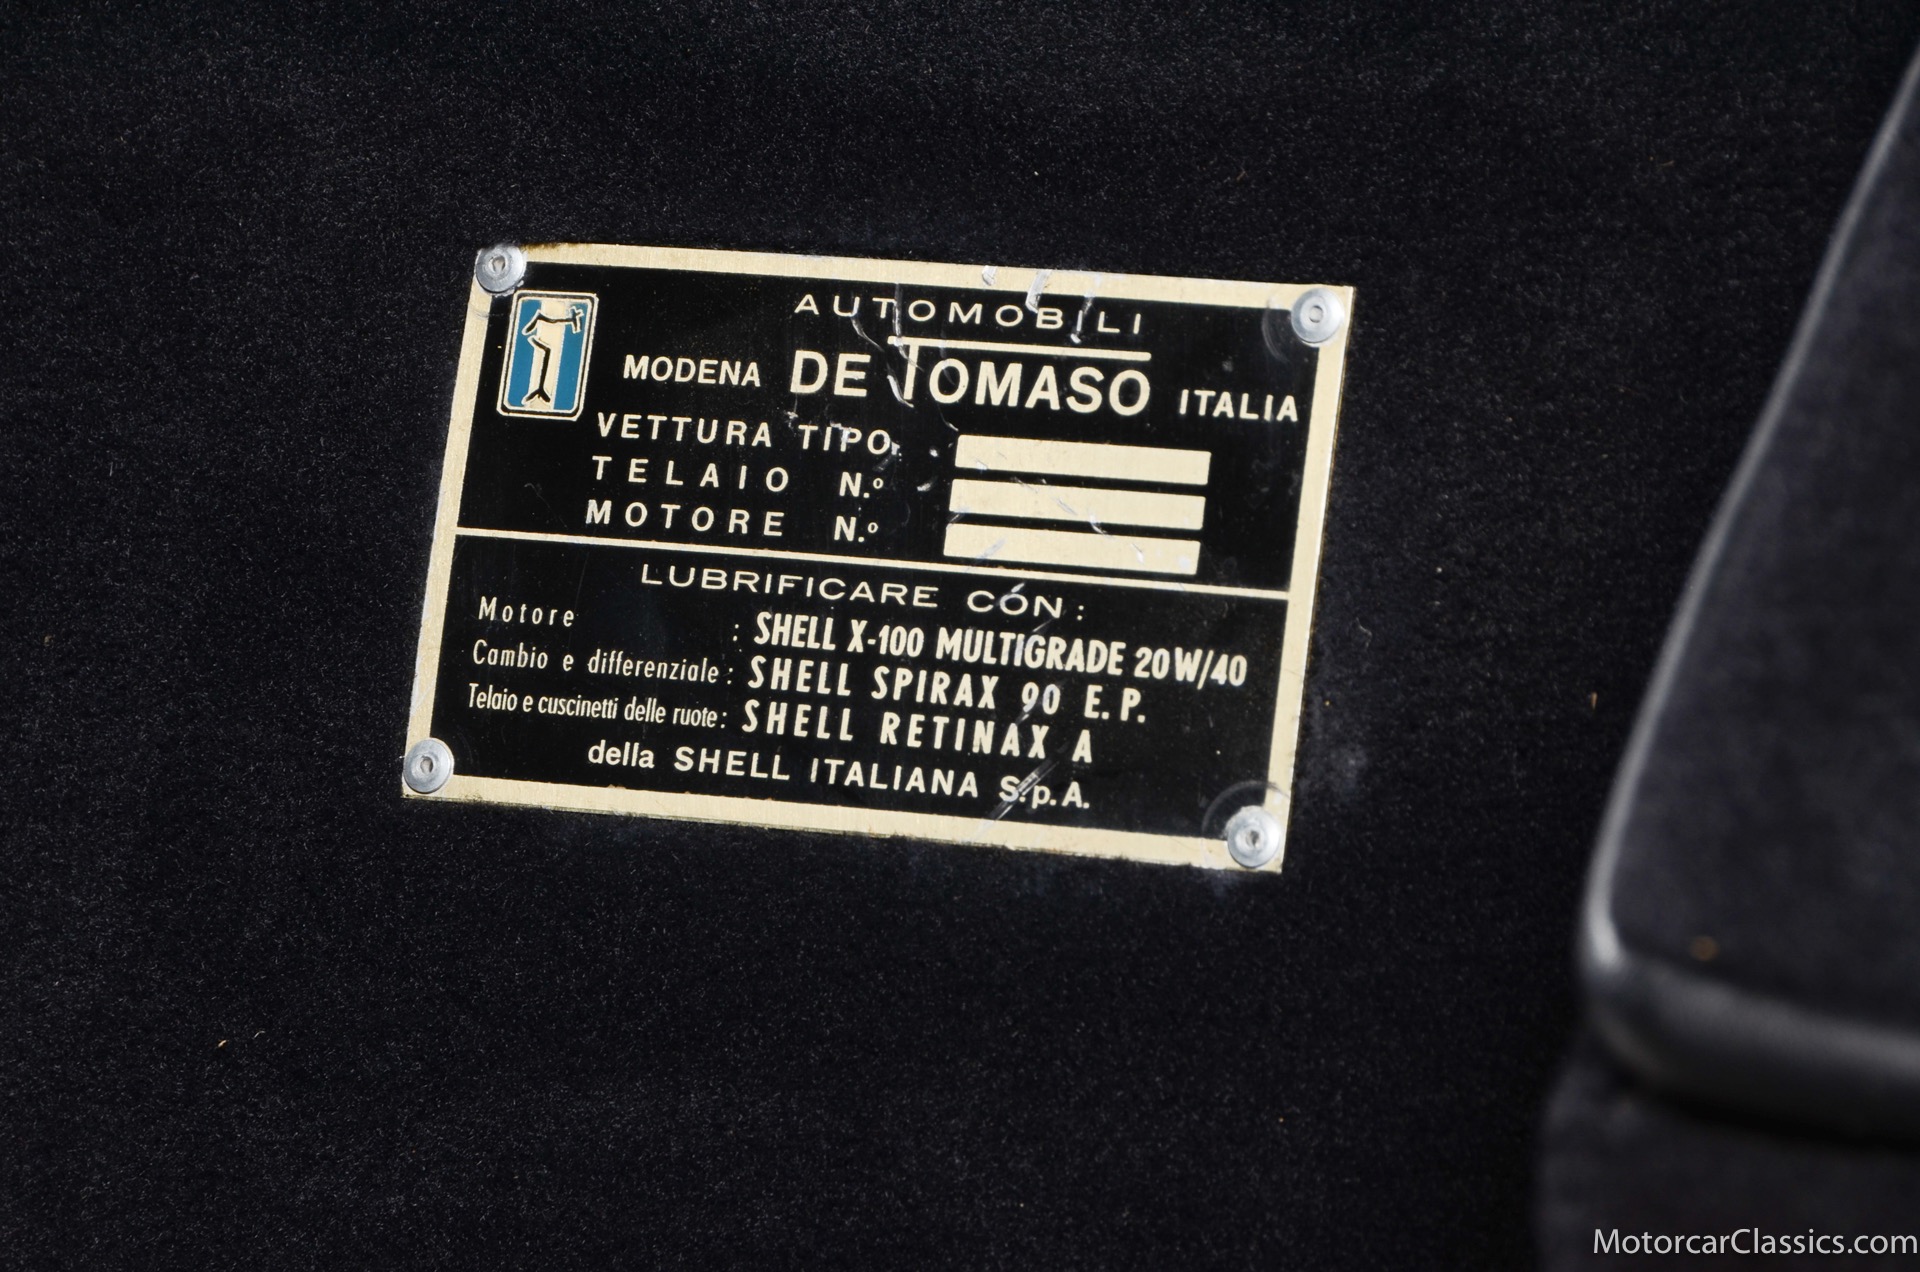 AUTOMOBILI
MODENA DE TOMASO ITALIA
VETTURA TIPO
TELAIO N.º
MOTORE N.º
LUBRIFICARE CON:
Motore : SHELL X-100 MULTIGRADE 20W/40
Cambio e differenziale: SHELL SPIRAX 90 E.P.
Telaio e cuscinetti delle ruote: SHELL RETINAX A
della SHELL ITALIANA S.p.A.
MotorcarClassics.com